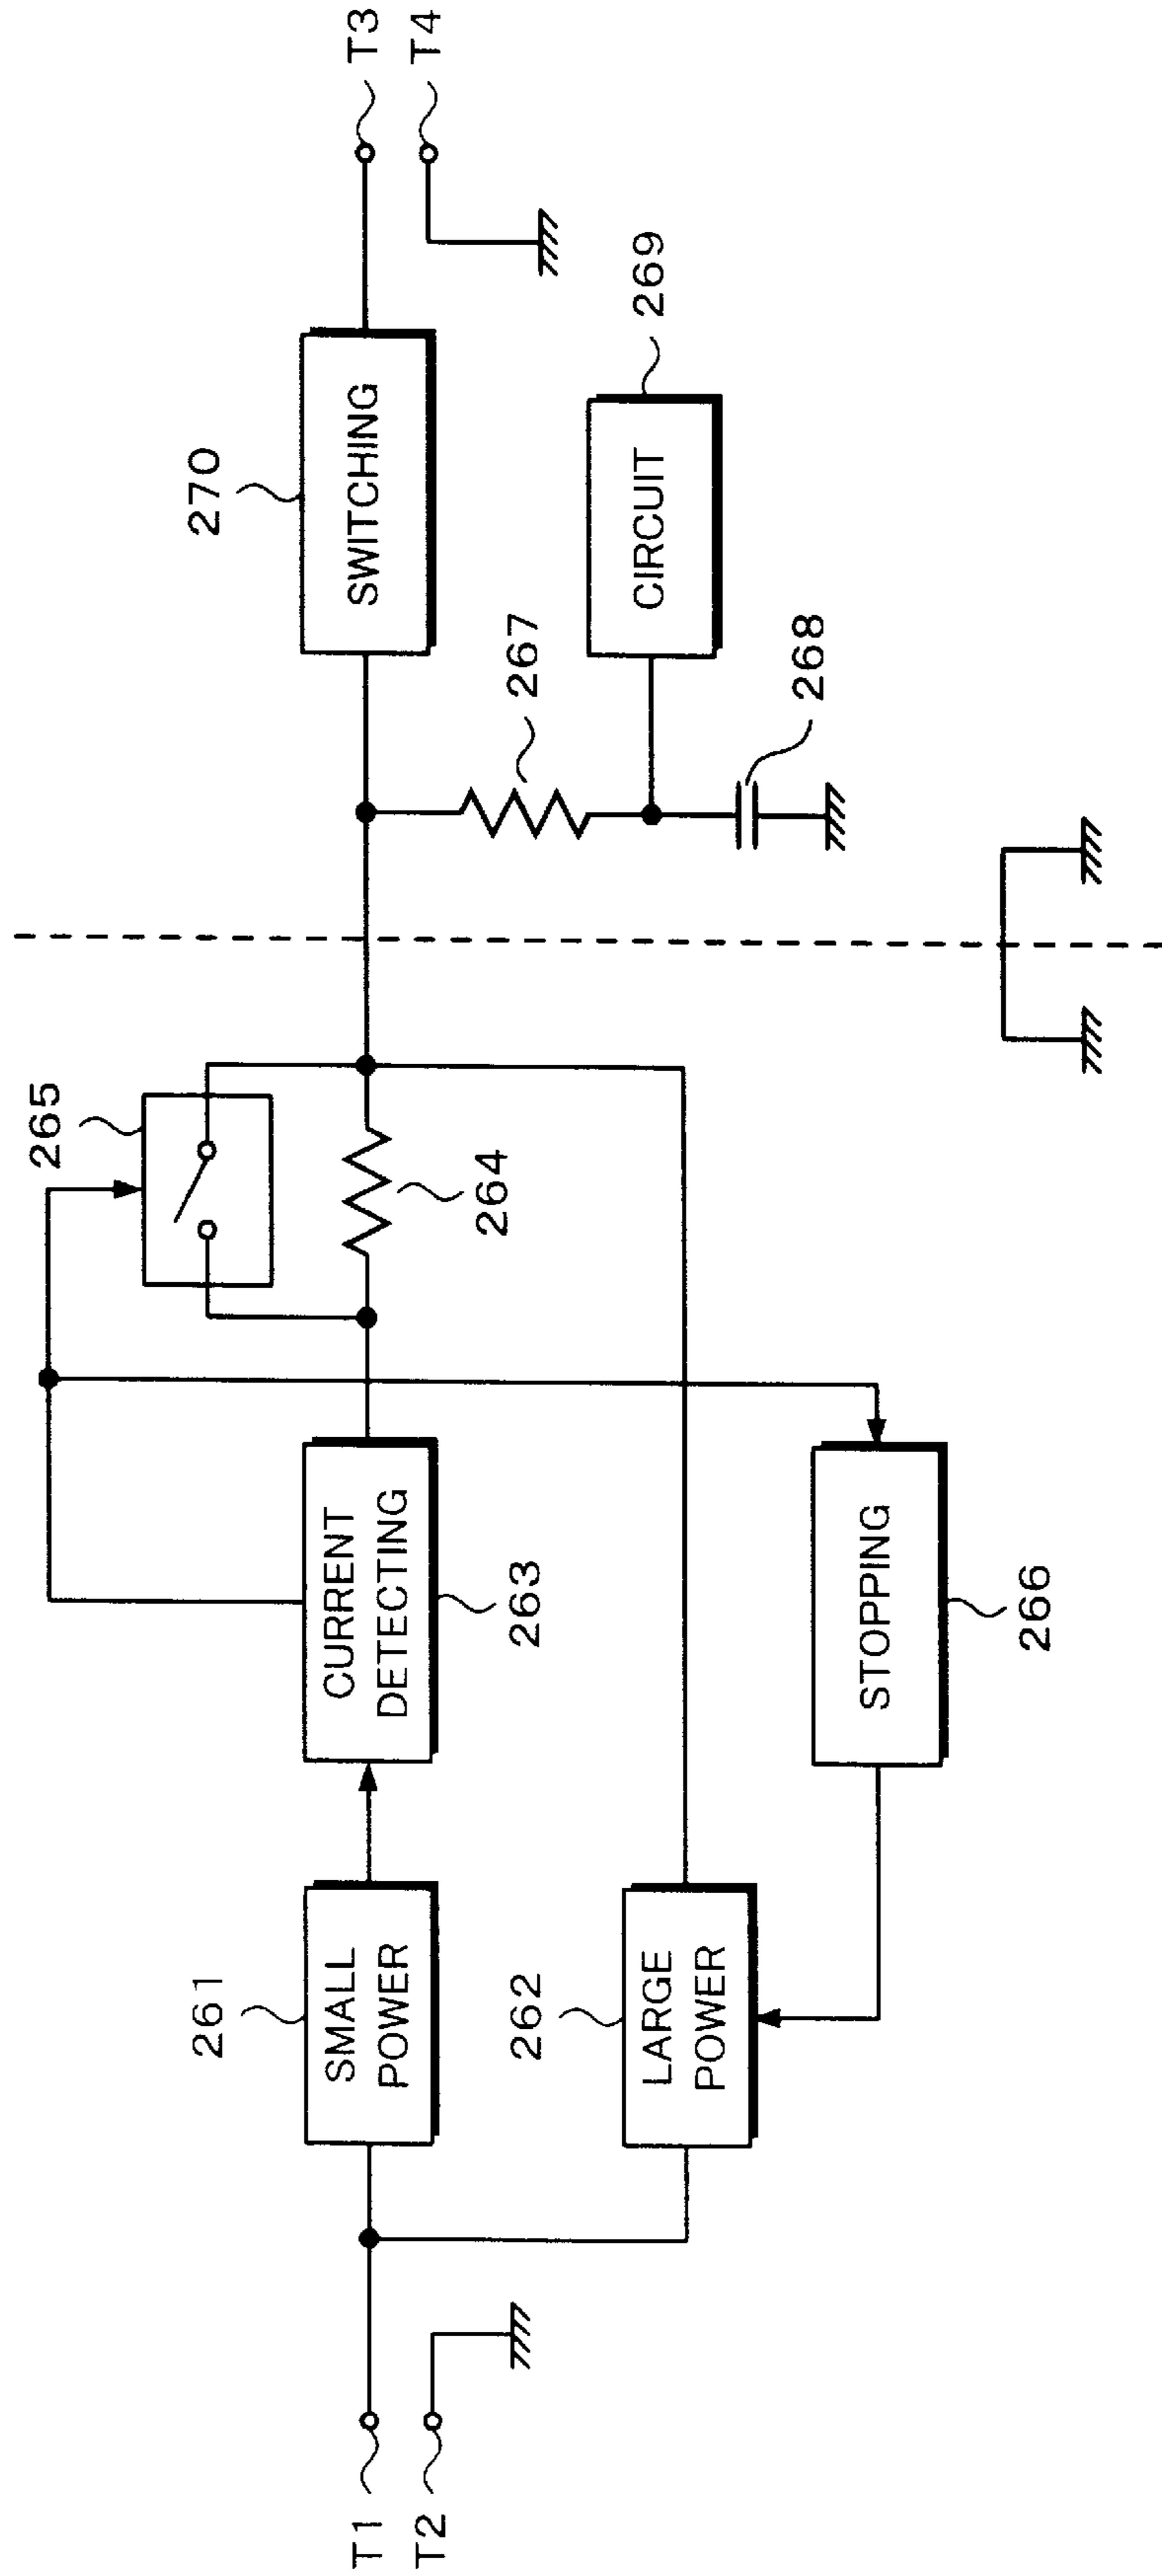 T1
T2
261
SMALL
POWER
262
LARGE
POWER
CURRENT
DETECTING
263
STOPPING
266
265
264
267
268
270
SWITCHING
CIRCUIT
269
T3
T4